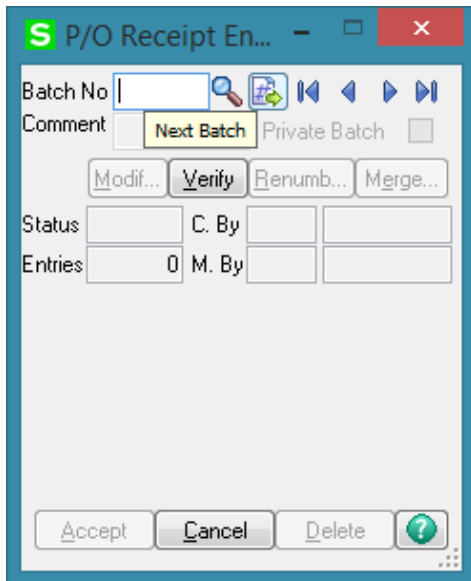 S P/O Receipt En...
Batch No
Comment Next Batch Private Batch
Modif... Verify Renumb... Merge...
Status C. By
Entries 0 M. By
Accept Cancel Delete ?